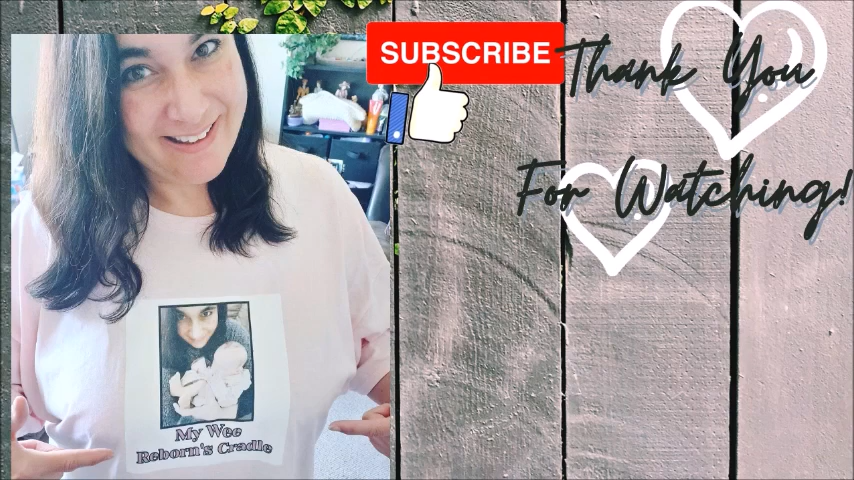 SUBSCRIBE
Thank You
For Watching!
My Wee
Reborn's Cradle